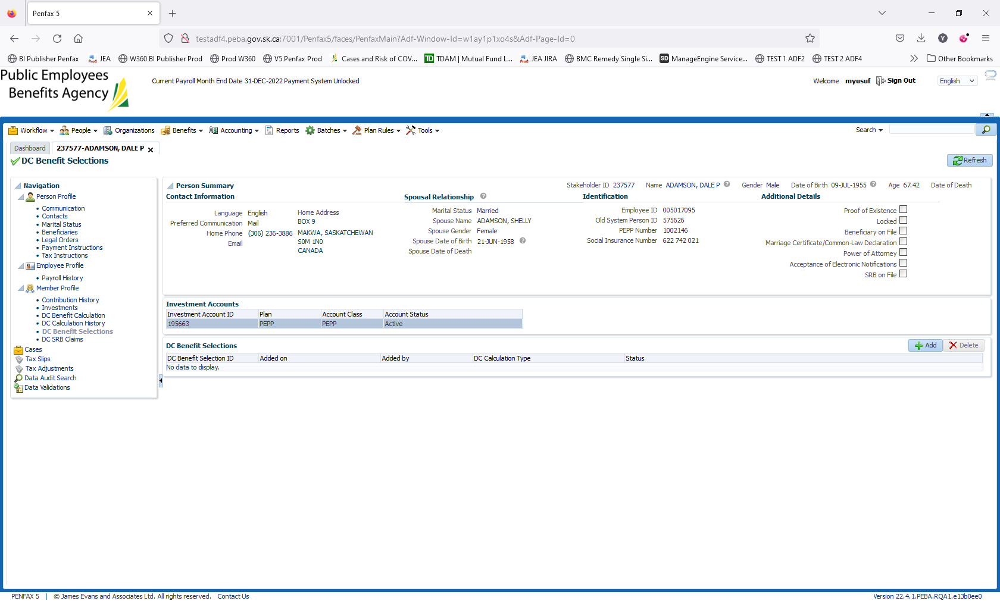 Penfax 5
testadf4.peba.gov.sk.ca:7001/Penfax5/faces/PenfaxMain?Adf-Window-Id=w1ay1p1xo4s&Adf-Page-Id=0
BI Publisher Penfax JEA W360 BI Publisher Prod Prod W360 V5 Penfax Prod Cases and Risk of COV... TDAM | Mutual Fund L... JEA JIRA BMC Remedy Single Si... ManageEngine Service... TEST 1 ADF2 TEST 2 ADF4 Other Bookmarks
Public Employees
Benefits Agency
Current Payroll Month End Date 31-DEC-2022 Payment System Unlocked
Welcome myusuf Sign Out English
Workflow People Organizations Benefits Accounting Reports Batches Plan Rules Tools Search
Dashboard 237577-ADAMSON, DALE P
DC Benefit Selections
Refresh
Navigation
Person Profile
Communication
Contacts
Marital Status
Beneficiaries
Legal Orders
Payment Instructions
Tax Instructions
Employee Profile
Payroll History
Member Profile
Contribution History
Investments
DC Benefit Calculation
DC Calculation History
DC Benefit Selections
DC SRB Claims
Cases
Tax Slips
Tax Adjustments
Data Audit Search
Data Validations
Person Summary Stakeholder ID 237577 Name ADAMSON, DALE P Gender Male Date of Birth 09-JUL-1955 Age 67.42 Date of Death
Contact Information
Language English
Preferred Communication Mail
Home Phone (306) 236-3886
Email
Home Address
BOX 9
MAKWA, SASKATCHEWAN
S0M 1N0
CANADA
Spousal Relationship
Marital Status Married
Spouse Name ADAMSON, SHELLY
Spouse Gender Female
Spouse Date of Birth 21-JUN-1958
Spouse Date of Death
Identification
Employee ID 005017095
Old System Person ID 575626
PEPP Number 1002146
Social Insurance Number 622 742 021
Additional Details
Proof of Existence
Locked
Beneficiary on File
Marriage Certificate/Common-Law Declaration
Power of Attorney
Acceptance of Electronic Notifications
SRB on File
Investment Accounts
Investment Account ID Plan Account Class Account Status
195663 PEPP PEPP Active
DC Benefit Selections
Add Delete
DC Benefit Selection ID Added on Added by DC Calculation Type Status
No data to display.
PENFAX 5 | © James Evans and Associates Ltd. All rights reserved. Contact Us
Version 22.4.1.PEBA.RQA1.e13b0ee0